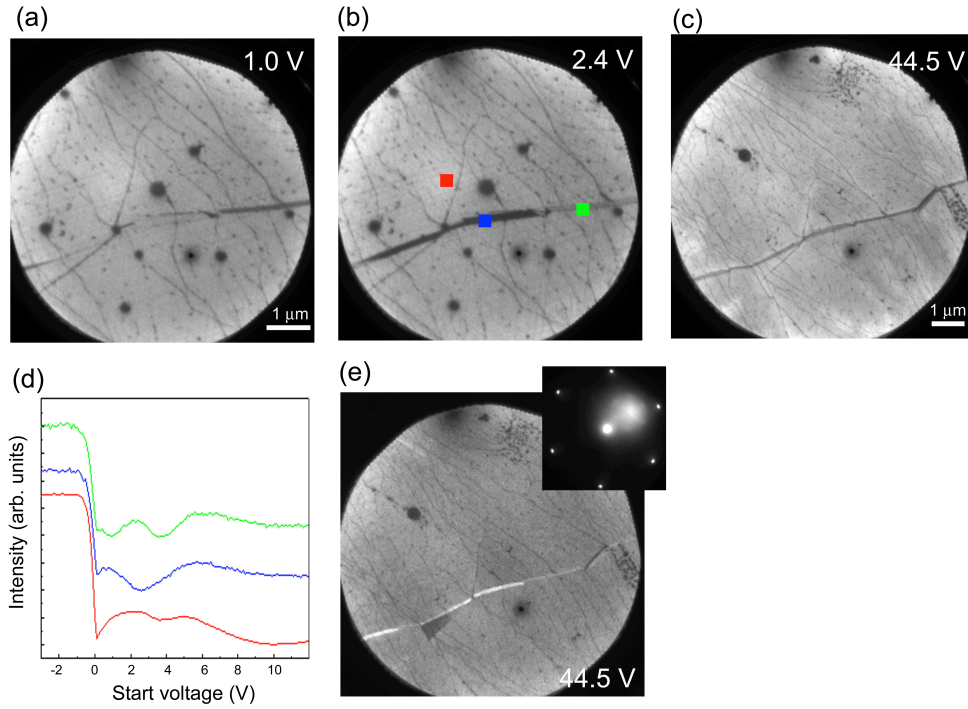 (a)
1.0 V
1 μm
(b)
2.4 V
(c)
44.5 V
1 μm
(d)
Intensity (arb. units)
-2 0 2 4 6 8 10
Start voltage (V)
(e)
44.5 V